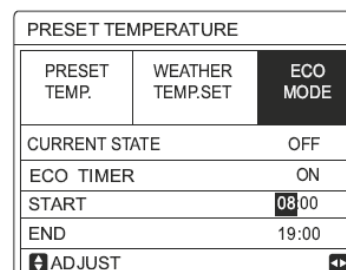 PRESET TEMPERATURE
PRESET TEMP.
WEATHER TEMP.SET
ECO MODE
CURRENT STATE OFF
ECO TIMER ON
START 08:00
END 19:00
ADJUST